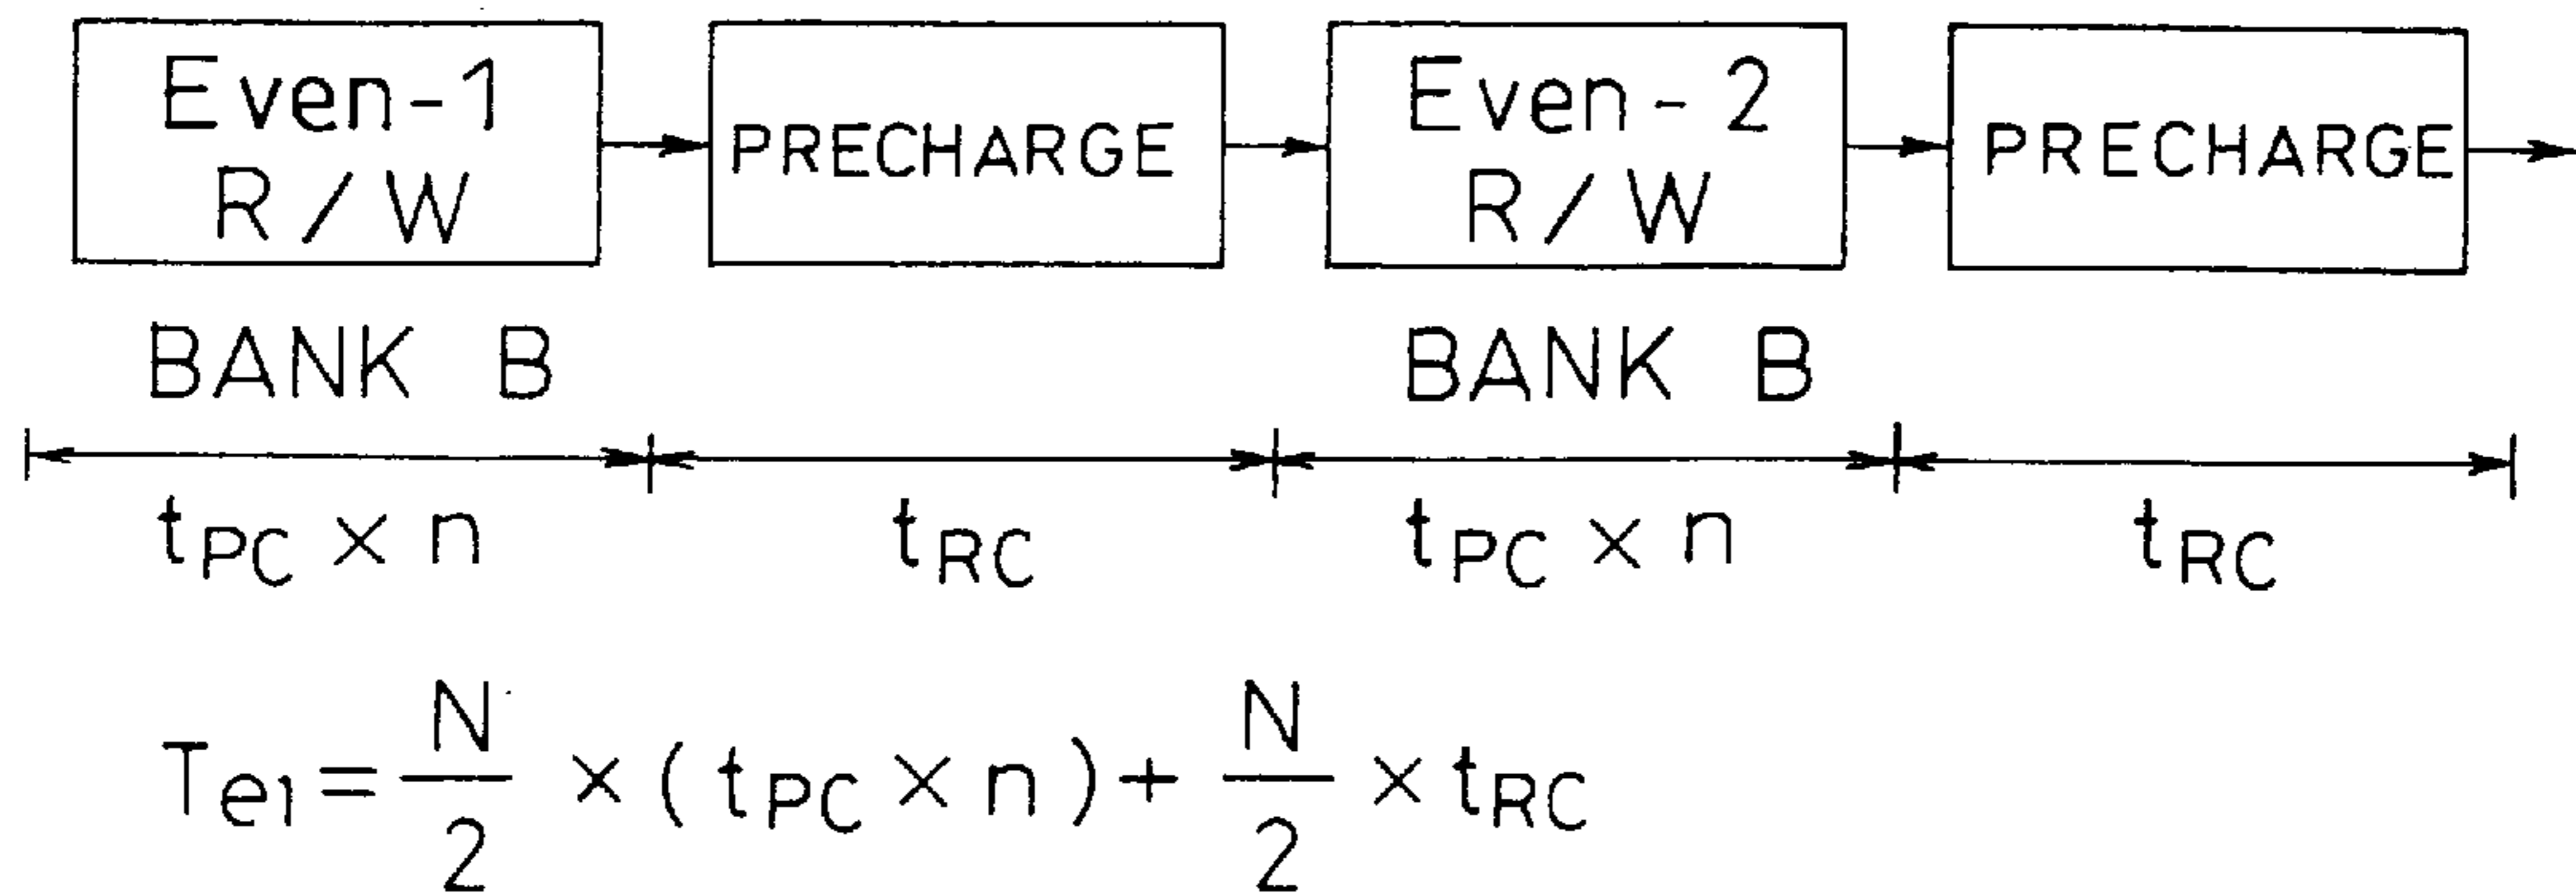 Even-1
R/W
PRECHARGE
Even-2
R/W
PRECHARGE
BANK B
BANK B
tPC × n
tRC
tPC × n
tRC
Te1 = N/2 × (tPC × n) + N/2 × tRC